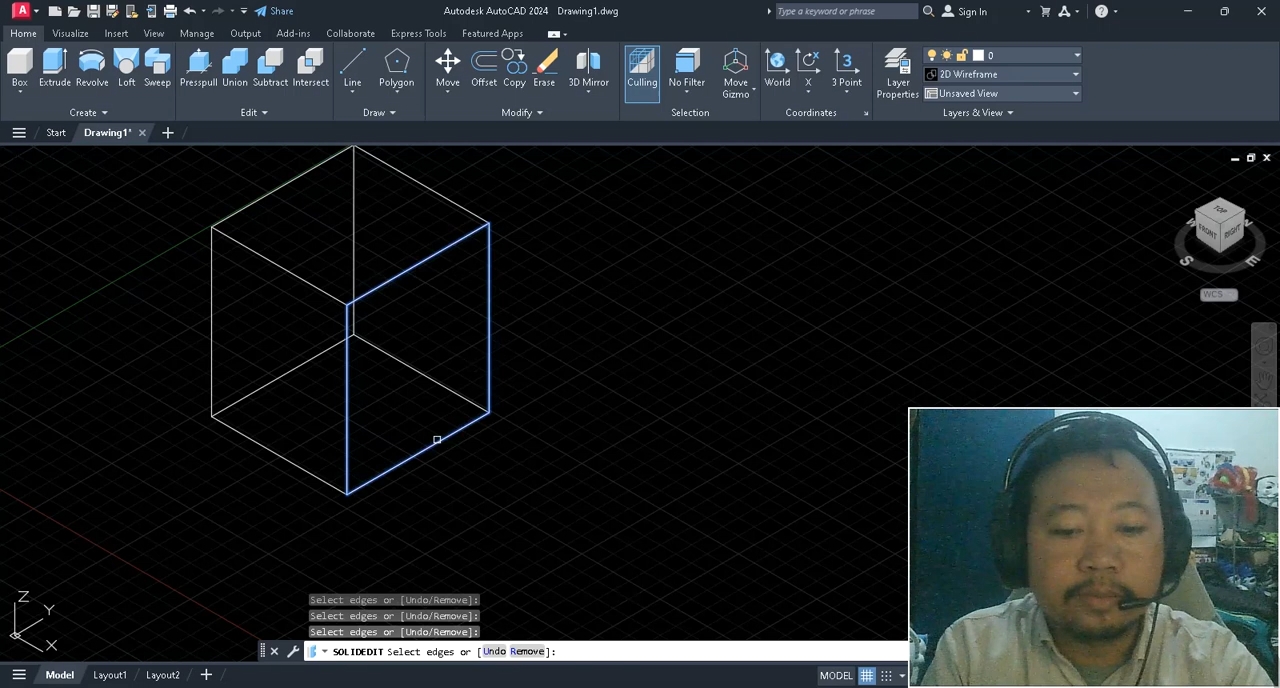 A Share Autodesk AutoCAD 2024 Drawing1.dwg Type a keyword or phrase Sign In
Home Visualize Insert View Manage Output Add-ins Collaborate Express Tools Featured Apps
Box Extrude Revolve Loft Sweep Presspull Union Subtract Intersect Line Polygon Move Offset Copy Erase 3D Mirror Culling No Filter Move Gizmo World X 3 Point Layer Properties
0
2D Wireframe
Unsaved View
Create Edit Draw Modify Selection Coordinates Layers & View
Start Drawing1* +
TOP
W N
FRONT RIGHT
S E
WCS
Z
Y
X
Select edges or [Undo/Remove]:
Select edges or [Undo/Remove]:
Select edges or [Undo/Remove]:
SOLIDEDIT Select edges or [Undo Remove]:
Model Layout1 Layout2 + MODEL